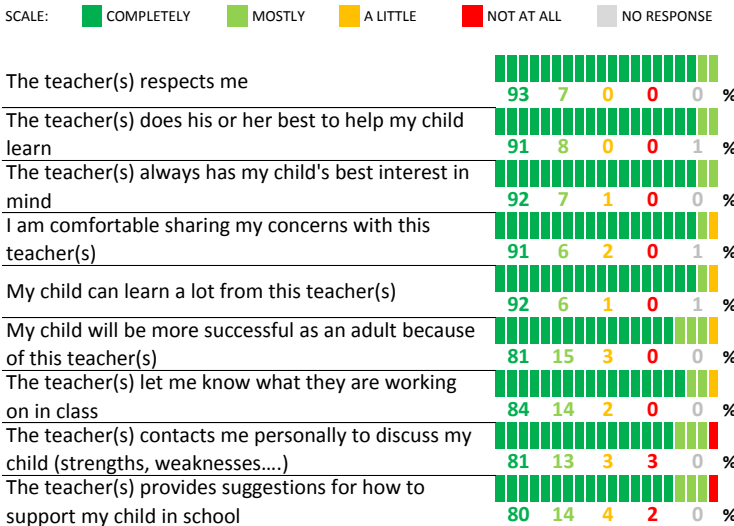 SCALE: COMPLETELY MOSTLY A LITTLE NOT AT ALL NO RESPONSE
The teacher(s) respects me
93 7 0 0 0 %
The teacher(s) does his or her best to help my child
learn
91 8 0 0 1 %
The teacher(s) always has my child's best interest in
mind
92 7 1 0 0 %
I am comfortable sharing my concerns with this
teacher(s)
91 6 2 0 1 %
My child can learn a lot from this teacher(s)
92 6 1 0 1 %
My child will be more successful as an adult because
of this teacher(s)
81 15 3 0 0 %
The teacher(s) let me know what they are working
on in class
84 14 2 0 0 %
The teacher(s) contacts me personally to discuss my
child (strengths, weaknesses....)
81 13 3 3 0 %
The teacher(s) provides suggestions for how to
support my child in school
80 14 4 2 0 %